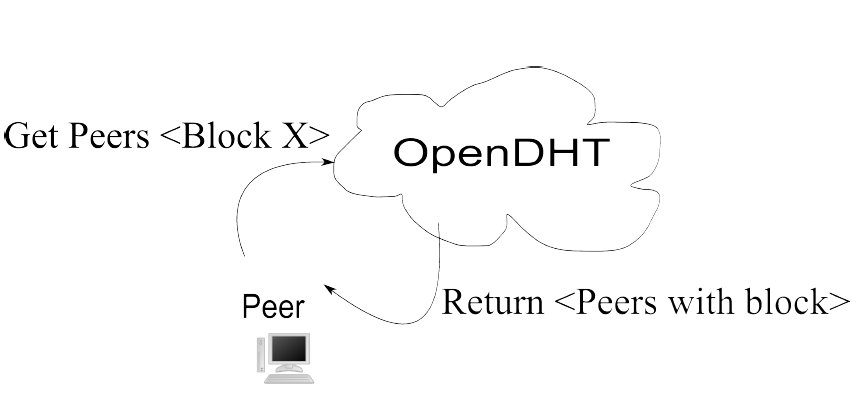 Get Peers <Block X>
OpenDHT
Peer
Return <Peers with block>